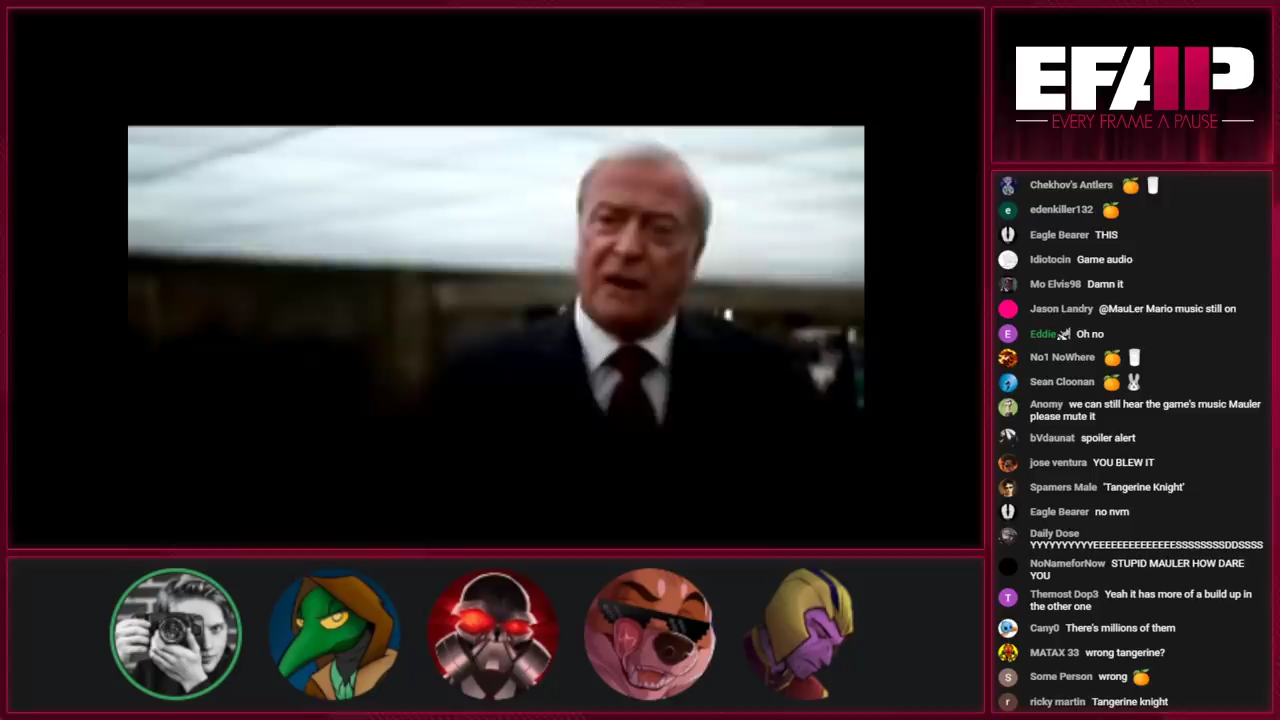 EFAP
EVERY FRAME A PAUSE
Chekhov's Antlers 🍊 🥛
edenkiller132 🍊
Eagle Bearer THIS
Idiotocin Game audio
Mo Elvis98 Damn it
Jason Landry @MauLer Mario music still on
E Eddie Oh no
No1 NoWhere 🍊 🥛
Sean Cloonan 🍊 🐰
Anomy we can still hear the game's music Mauler
please mute it
bVdaunat spoiler alert
jose ventura YOU BLEW IT
Spamers Male 'Tangerine Knight'
Eagle Bearer no nvm
Daily Dose
YYYYYYYYYYEEEEEEEEEEEEEESSSSSSSSDDSSSS
NoNameforNow STUPID MAULER HOW DARE
YOU
T Themost Dop3 Yeah it has more of a build up in
the other one
Cany0 There's millions of them
MATAX 33 wrong tangerine?
S Some Person wrong 🍊
r ricky martin Tangerine knight